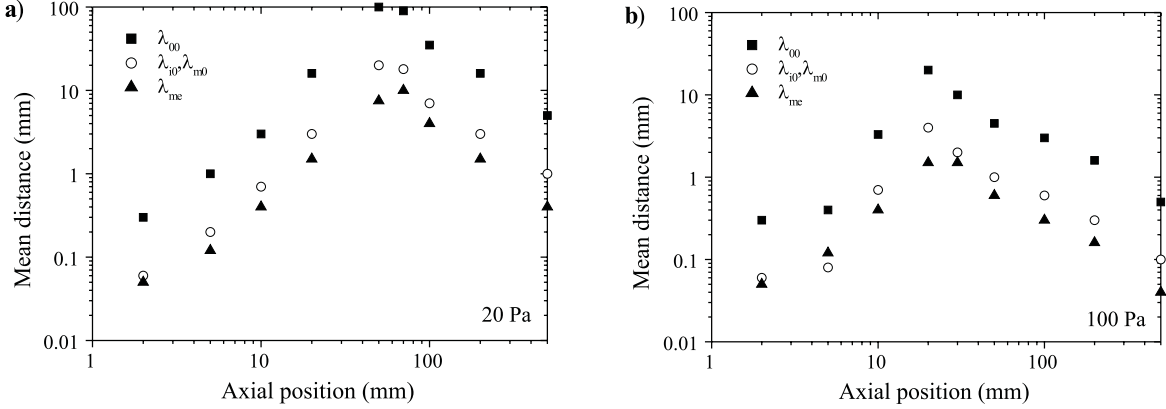 a)
100
10
1
0.1
0.01
1
10
100
Mean distance (mm)
Axial position (mm)
λ00
λi0,λm0
λme
20 Pa
b)
100
10
1
0.1
0.01
1
10
100
Mean distance (mm)
Axial position (mm)
λ00
λi0,λm0
λme
100 Pa